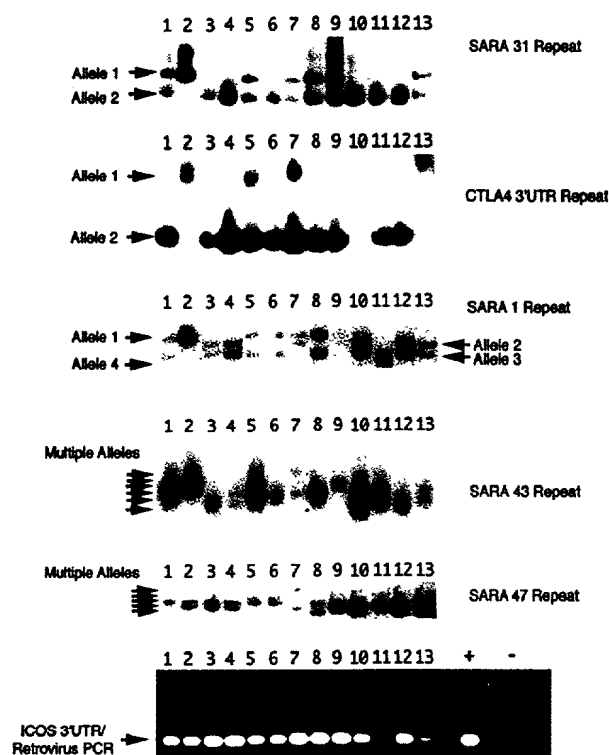 1 2 3 4 5 6 7 8 9 10 11 12 13
SARA 31 Repeat
Allele 1
Allele 2
1 2 3 4 5 6 7 8 9 10 11 12 13
Allele 1
CTLA4 3'UTR Repeat
Allele 2
SARA 1 Repeat
1 2 3 4 5 6 7 8 9 10 11 12 13
Allele 1
Allele 2
Allele 4
Allele 3
1 2 3 4 5 6 7 8 9 10 11 12 13
Multiple Alleles
SARA 43 Repeat
Multiple Alleles
1 2 3 4 5 6 7 8 9 10 11 12 13
SARA 47 Repeat
1 2 3 4 5 6 7 8 9 10 11 12 13 + -
ICOS 3'UTR/
Retrovirus PCR